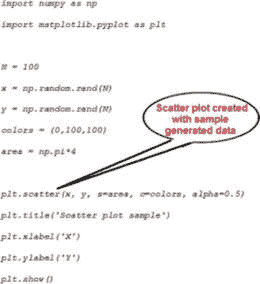 import numpy as np
import matplotlib.pyplot as plt
N = 100
x = np.random.rand(N)
y = np.random.rand(N)
colors = (0,100,100)
area = np.pi*4
Scatter plot created
with sample
generated data
plt.scatter(x, y, s=area, c=colors, alpha=0.5)
plt.title('Scatter plot sample')
plt.xlabel('X')
plt.ylabel('Y')
plt.show()